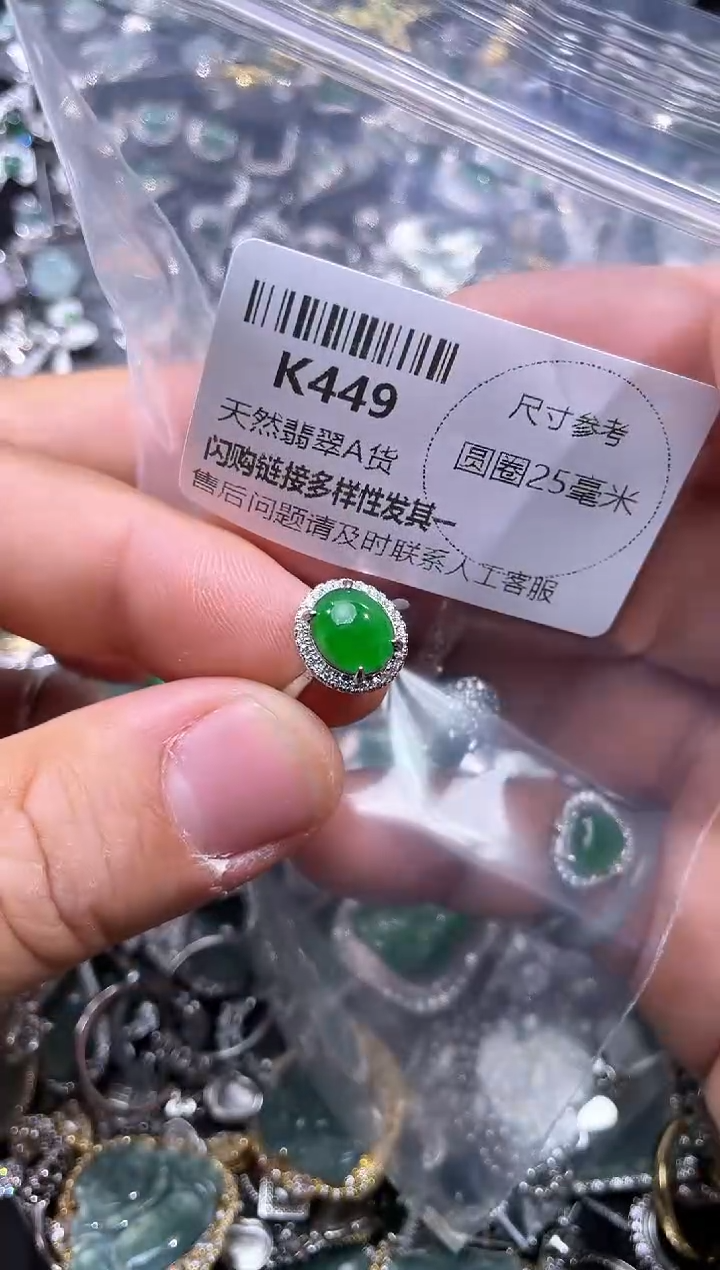 K449
天然翡翠A货
闪购链接多样性发其一
售后问题请及时联系人工客服
尺寸参考
圆圈25毫米